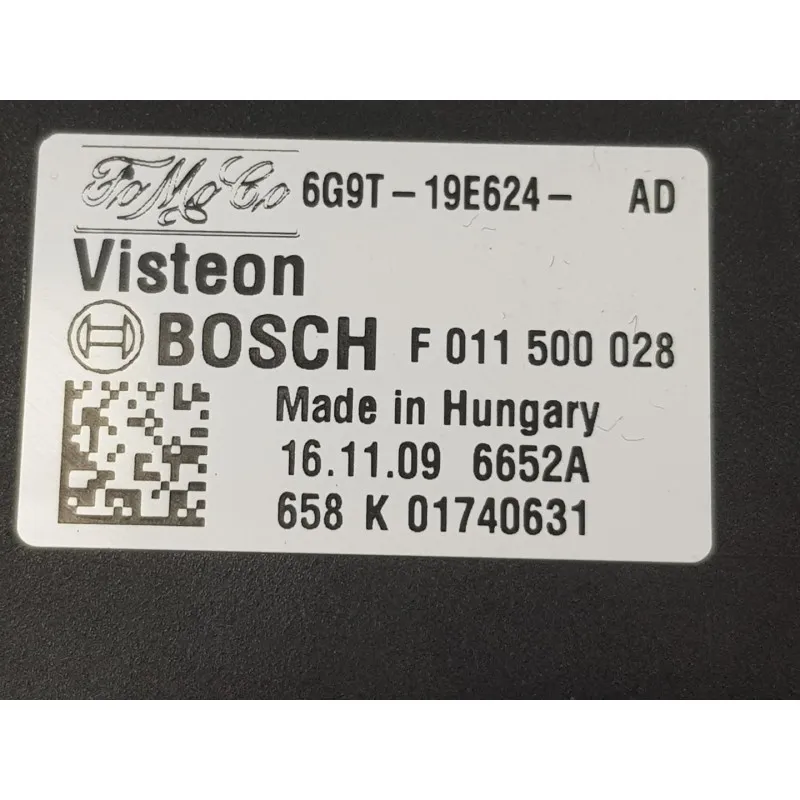 FoMoCo 6G9T-19E624- AD
Visteon
BOSCH F 011 500 028
Made in Hungary
16.11.09 6652A
658 K 01740631